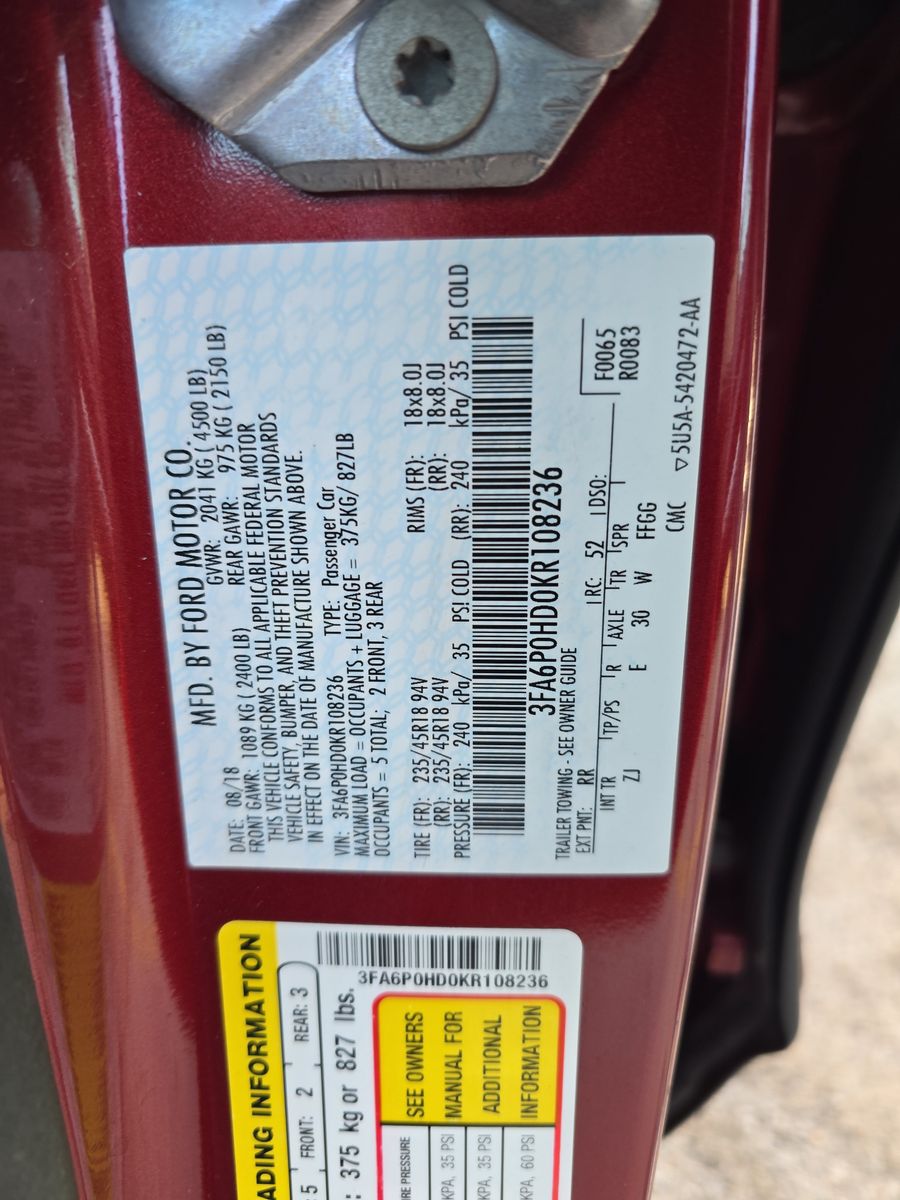 MFD. BY FORD MOTOR CO.
DATE: 08/18 GVWR: 2041 KG ( 4500 LB)
FRONT GAWR: 1089 KG ( 2400 LB) REAR GAWR: 975 KG ( 2150 LB)
THIS VEHICLE CONFORMS TO ALL APPLICABLE FEDERAL MOTOR
VEHICLE SAFETY, BUMPER, AND THEFT PREVENTION STANDARDS
IN EFFECT ON THE DATE OF MANUFACTURE SHOWN ABOVE.
VIN: 3FA6P0HD0KR108236 TYPE: Passenger Car
MAXIMUM LOAD = OCCUPANTS + LUGGAGE = 375KG/ 827LB
OCCUPANTS = 5 TOTAL; 2 FRONT, 3 REAR
TIRE (FR): 235/45R18 94V RIMS (FR): 18x8.0J
(RR): 235/45R18 94V (RR): 18x8.0J
PRESSURE (FR): 240 kPa/ 35 PSI COLD (RR): 240 kPa/ 35 PSI COLD
3FA6P0HD0KR108236
TRAILER TOWING - SEE OWNER GUIDE
EXT PNT: RR RC: 52 DSO:
F0065
R0083
INT TR TP/PS R AXLE TR SPR
ZJ E 30 W FFGG
CMC ▽5U5A-5420472-AA
ADING INFORMATION
5 FRONT: 2 REAR: 3
: 375 kg or 827 lbs.
3FA6P0HD0KR108236
RE PRESSURE
KPA, 35 PSI
KPA, 35 PSI
KPA, 60 PSI
SEE OWNERS
MANUAL FOR
ADDITIONAL
INFORMATION